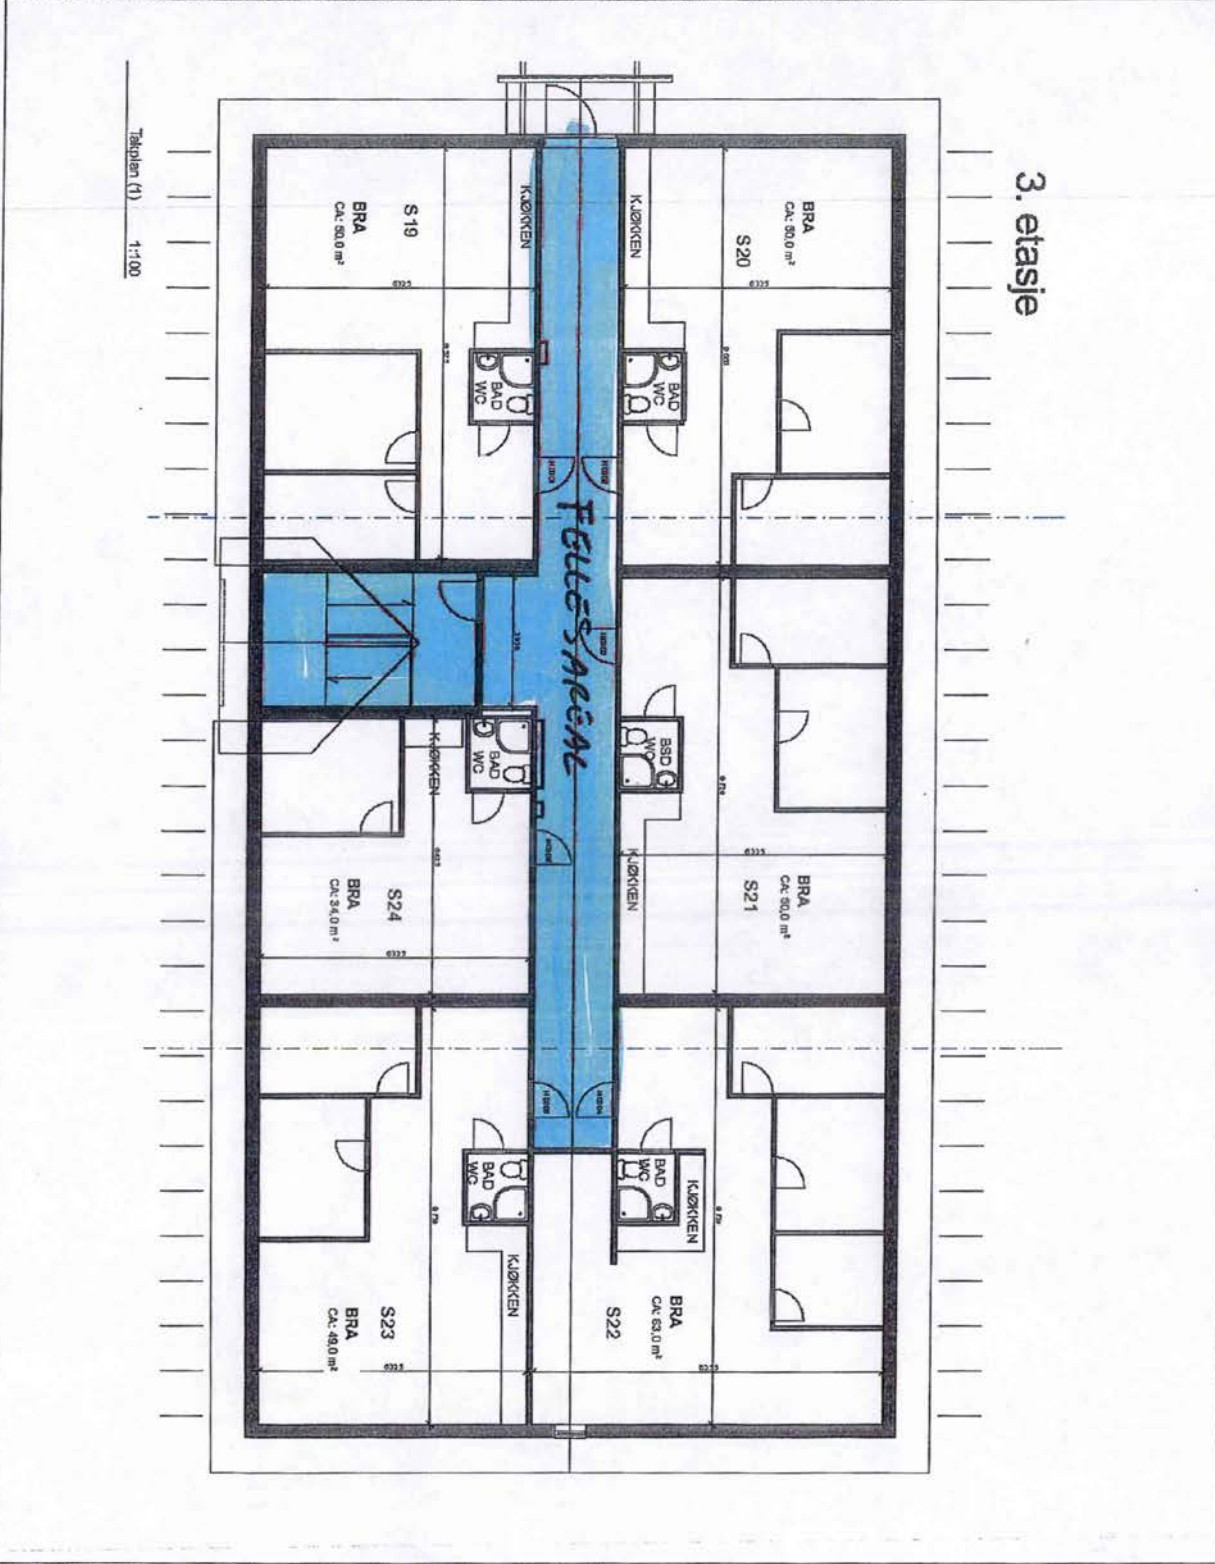 3. etasje
BRA
CA: 50,0 m²
S20
KJØKKEN
BAD
WC
KJØKKEN
S19
BRA
CA: 50,0 m²
BAD
WC
FELLESAREAL
BRA
CA: 50,0 m²
S21
KJØKKEN
BSD
WC
KJØKKEN
BAD
WC
S24
BRA
CA: 34,0 m²
BRA
CA: 63,0 m²
S22
KJØKKEN
BAD
WC
BAD
WC
KJØKKEN
S23
BRA
CA: 49,0 m²
Takplan (1) 1:100